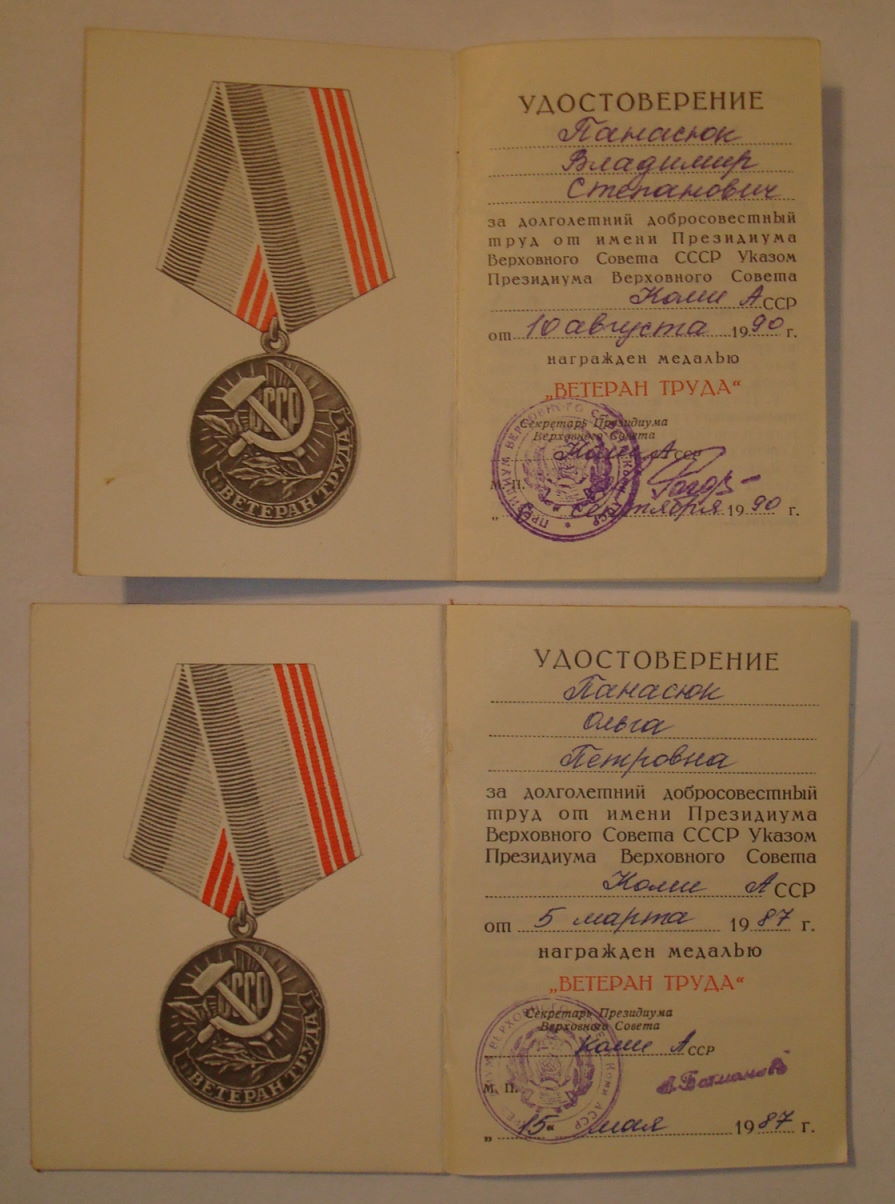 СССР
ВЕТЕРАН ТРУДА
УДОСТОВЕРЕНИЕ
Панасюк
Владимир
Степанович
за долголетний добросовестный
труд от имени Президиума
Верховного Совета СССР Указом
Президиума Верховного Совета
Коми АССР
от 10 августа 1990 г.
награжден медалью
„ВЕТЕРАН ТРУДА“
Секретарь Президиума
Верховного Совета
Коми АССР
М. П.
„ сентября 1990 г.
СССР
ВЕТЕРАН ТРУДА
УДОСТОВЕРЕНИЕ
Панасюк
Ольга
Петровна
за долголетний добросовестный
труд от имени Президиума
Верховного Совета СССР Указом
Президиума Верховного Совета
Коми АССР
от 5 марта 1987 г.
награжден медалью
„ВЕТЕРАН ТРУДА“
Секретарь Президиума
Верховного Совета
Коми АССР
М. П.
„15“ мая 1987 г.